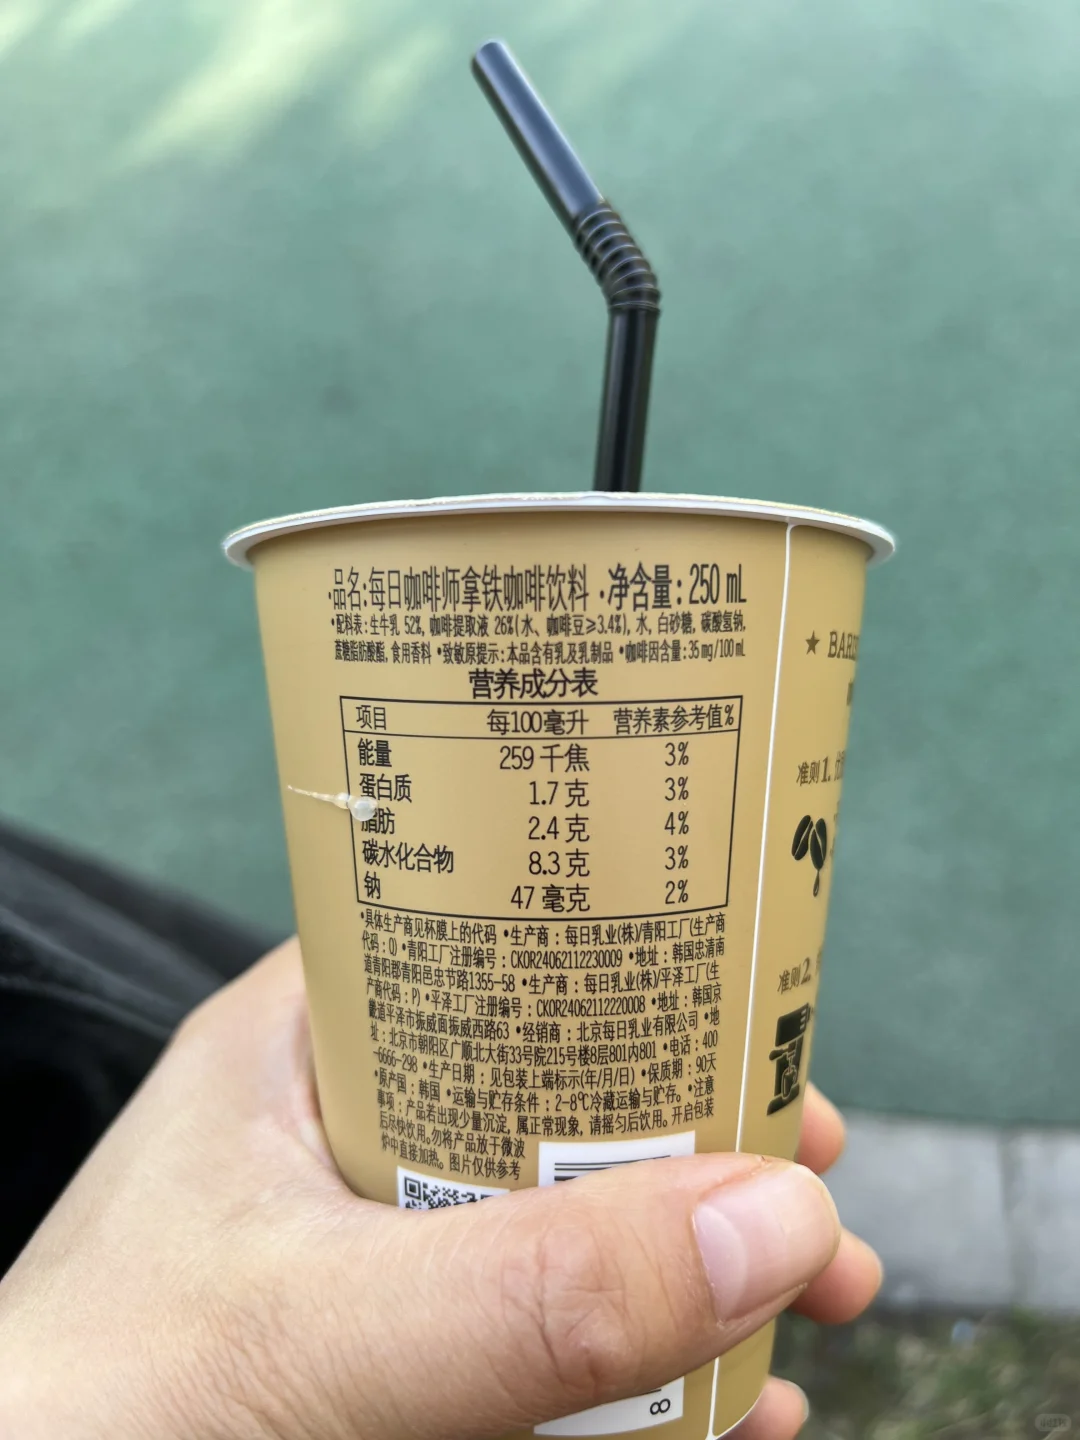 ·品名:每日咖啡师拿铁咖啡饮料 ·净含量:250 mL
·配料表:生牛乳 52%, 咖啡提取液 26%(水、咖啡豆≥3.4%), 水, 白砂糖, 碳酸氢钠,
蔗糖脂肪酸酯, 食用香料 •致敏原提示:本品含有乳及乳制品 •咖啡因含量:35mg/100mL
营养成分表
项目 每100毫升 营养素参考值%
能量 259 千焦 3%
蛋白质 1.7 克 3%
脂肪 2.4 克 4%
碳水化合物 8.3 克 3%
钠 47 毫克 2%
•具体生产商见杯膜上的代码 •生产商:每日乳业(株)/青阳工厂(生产商
代码:O) •青阳工厂注册编号:CKOR24062112230009 •地址:韩国忠清南
道青阳郡青阳邑忠节路1355-58 •生产商:每日乳业(株)/平泽工厂(生
产商代码:P) •平泽工厂注册编号:CKOR24062112220008 •地址:韩国京
畿道平泽市振威面振威西路63 •经销商:北京每日乳业有限公司 •地
址:北京市朝阳区广顺北大街33号院215号楼8层801内801 •电话:400
-6666-298 •生产日期:见包装上端标示(年/月/日) •保质期:90天
•原产国:韩国 •运输与贮存条件:2-8℃冷藏运输与贮存。 •注意
事项:产品若出现少量沉淀, 属正常现象, 请摇匀后饮用。开启包装
后尽快饮用。勿将产品放于微波
炉中直接加热。图片仅供参考
8
★ BARI
准则1.
准则2.